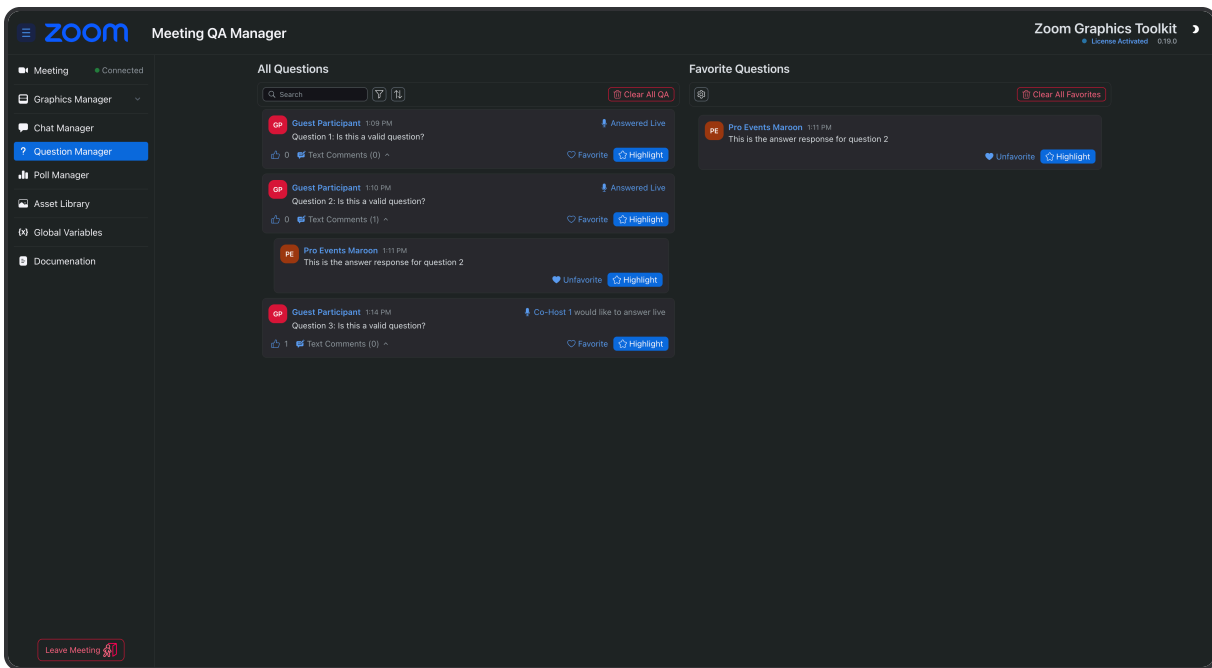 zoom
Meeting QA Manager
Zoom Graphics Toolkit
License Activated 0.19.0
Meeting
Connected
Graphics Manager
Chat Manager
? Question Manager
Poll Manager
Asset Library
(x) Global Variables
Documenation
Leave Meeting
All Questions
Search
Clear All QA
GP
Guest Participant 1:09 PM
Answered Live
Question 1: Is this a valid question?
0 Text Comments (0)
Favorite Highlight
GP
Guest Participant 1:10 PM
Answered Live
Question 2: Is this a valid question?
0 Text Comments (1)
Favorite Highlight
PE
Pro Events Maroon 1:11 PM
This is the answer response for question 2
Unfavorite Highlight
GP
Guest Participant 1:14 PM
Co-Host 1 would like to answer live
Question 3: Is this a valid question?
1 Text Comments (0)
Favorite Highlight
Favorite Questions
Clear All Favorites
PE
Pro Events Maroon 1:11 PM
This is the answer response for question 2
Unfavorite Highlight